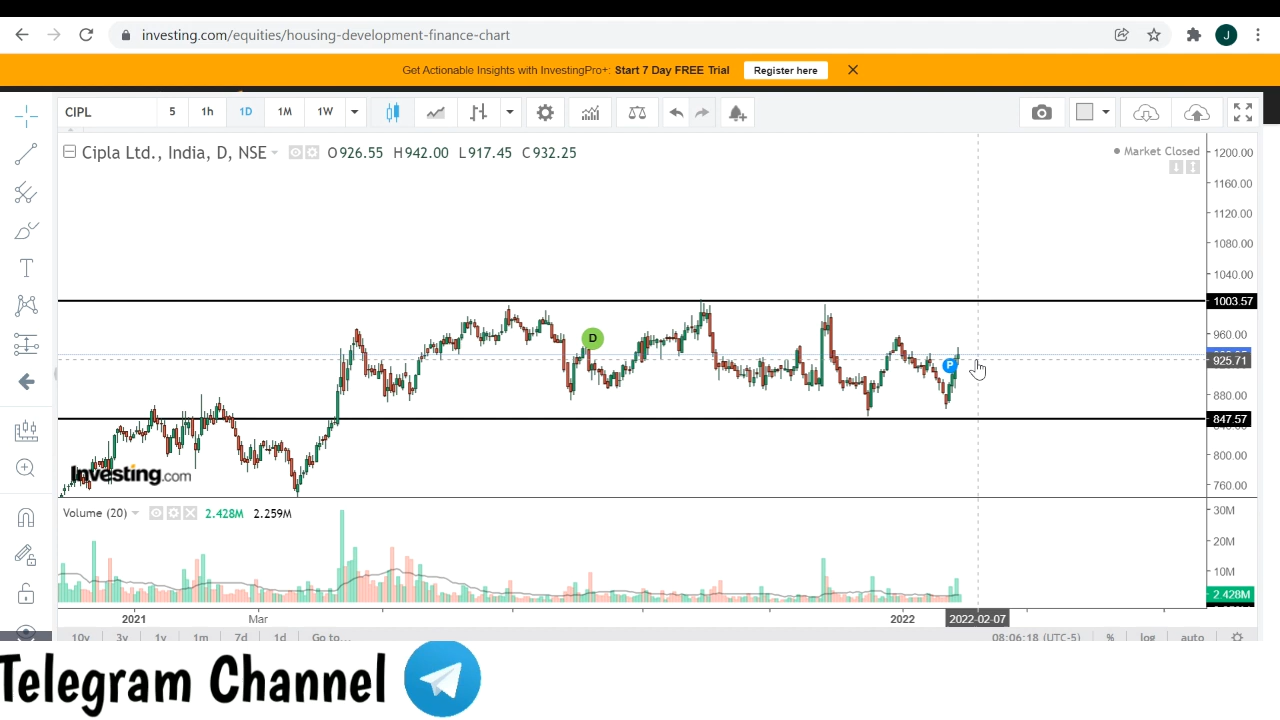 investing.com/equities/housing-development-finance-chart
J
Get Actionable Insights with InvestingPro+: Start 7 Day FREE Trial
Register here
CIPL 5 1h 1D 1M 1W
Cipla Ltd., India, D, NSE O926.55 H942.00 L917.45 C932.25
Market Closed
1200.00
1160.00
1120.00
1080.00
1040.00
1003.57
960.00
925.71
880.00
847.57
800.00
760.00
D
P
Investing.com
Volume (20) 2.428M 2.259M
30M
20M
10M
2.428M
2021 Mar 2022 2022-02-07
10y 3y 1y 1m 7d 1d Go to... 08:06:18 (UTC-5) % log auto
Telegram Channel